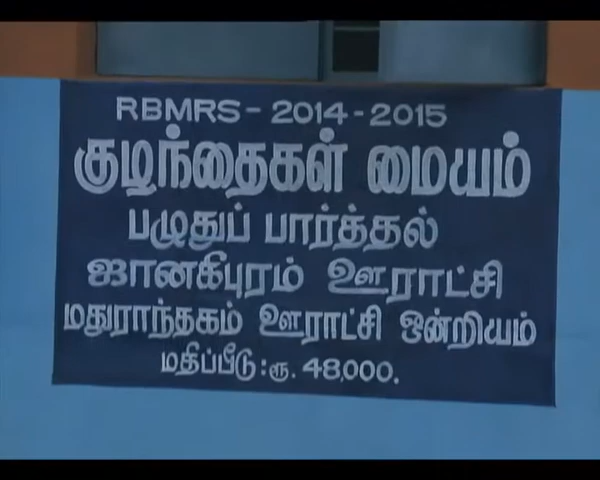 RBMRS - 2014 - 2015
குழந்தைகள் மையம்
பழுதுப் பார்த்தல்
ஜானகீபுரம் ஊராட்சி
மதுராந்தகம் ஊராட்சி ஒன்றியம்
மதிப்பீடு : ரூ. 48,000.